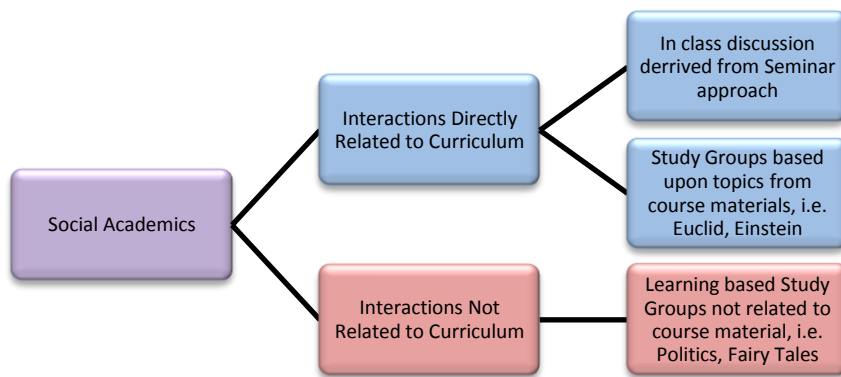 Social Academics
Interactions Directly
Related to Curriculum
In class discussion
derrived from Seminar
approach
Study Groups based
upon topics from
course materials, i.e.
Euclid, Einstein
Interactions Not
Related to Curriculum
Learning based Study
Groups not related to
course material, i.e.
Politics, Fairy Tales